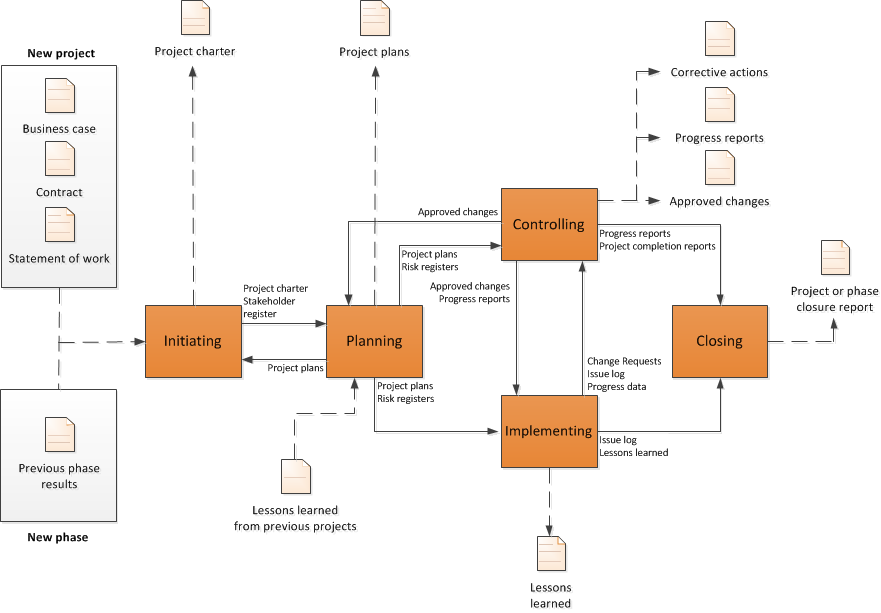 Project charter
Project plans
New project
Business case
Contract
Statement of work
Corrective actions
Progress reports
Approved changes
Approved changes
Controlling
Progress reports
Project completion reports
Project plans
Risk registers
Approved changes
Progress reports
Project or phase
closure report
Project charter
Stakeholder
register
Initiating
Planning
Closing
Project plans
Change Requests
Issue log
Progress data
Project plans
Risk registers
Implementing
Issue log
Lessons learned
Previous phase
results
New phase
Lessons learned
from previous projects
Lessons
learned